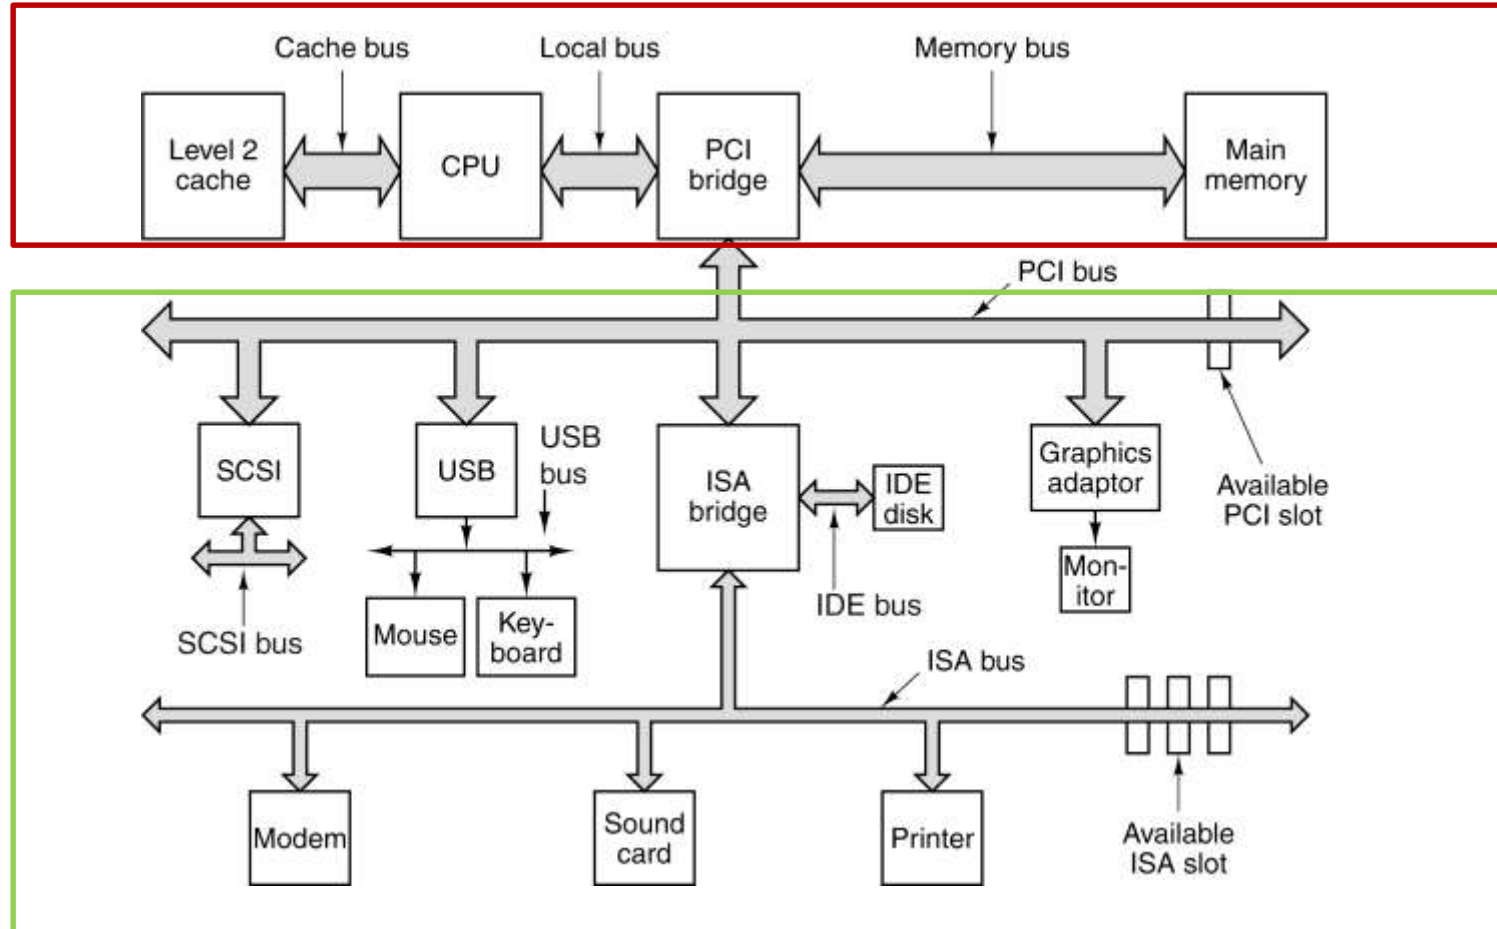 Cache bus
Local bus
Memory bus
Level 2
cache
CPU
PCI
bridge
Main
memory
PCI bus
SCSI
USB
USB
bus
ISA
bridge
IDE
disk
Graphics
adaptor
Available
PCI slot
Mon-
itor
IDE bus
SCSI bus
Mouse
Key-
board
ISA bus
Modem
Sound
card
Printer
Available
ISA slot